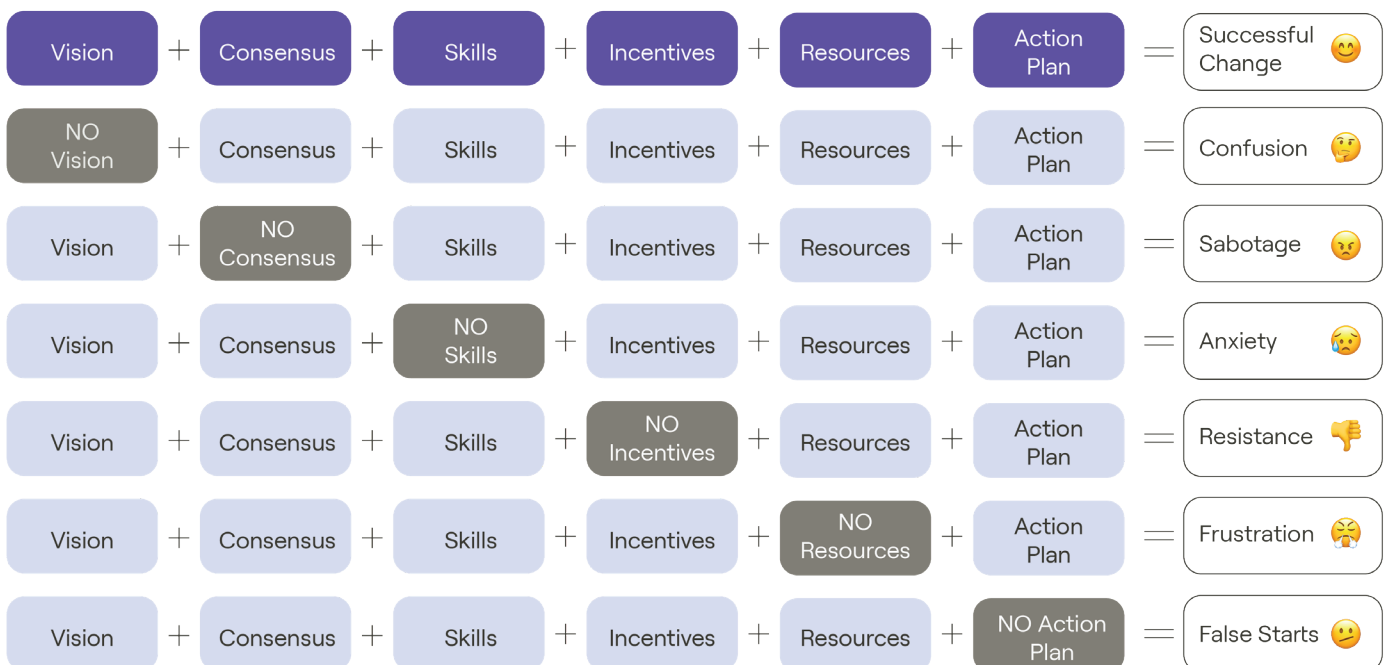 Vision + Consensus + Skills + Incentives + Resources + Action Plan = Successful Change 😊
NO Vision + Consensus + Skills + Incentives + Resources + Action Plan = Confusion 🤔
Vision + NO Consensus + Skills + Incentives + Resources + Action Plan = Sabotage 😠
Vision + Consensus + NO Skills + Incentives + Resources + Action Plan = Anxiety 😥
Vision + Consensus + Skills + NO Incentives + Resources + Action Plan = Resistance 👎
Vision + Consensus + Skills + Incentives + NO Resources + Action Plan = Frustration 😤
Vision + Consensus + Skills + Incentives + Resources + NO Action Plan = False Starts 🫤